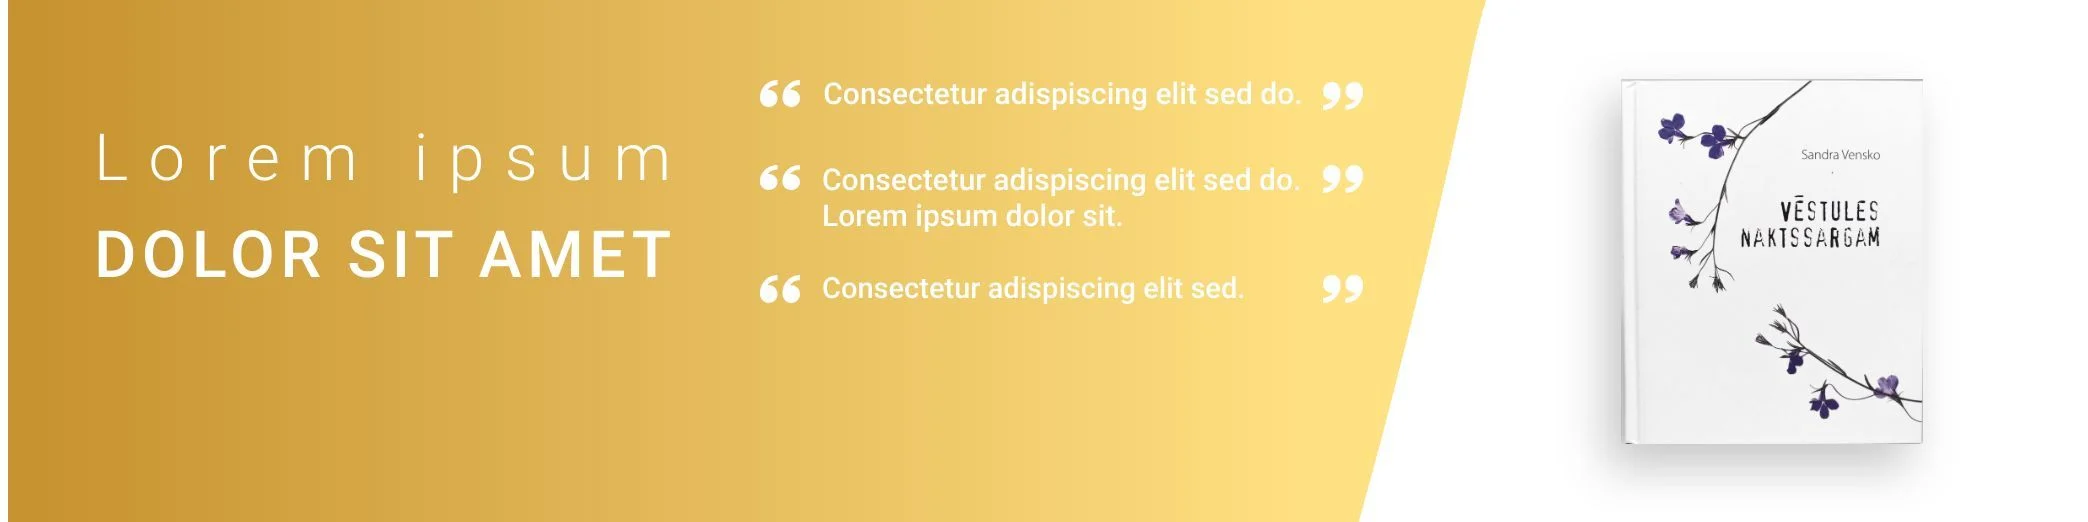 Lorem ipsum
DOLOR SIT AMET
“ Consectetur adispiscing elit sed do. ”
“ Consectetur adispiscing elit sed do. ”
Lorem ipsum dolor sit.
“ Consectetur adispiscing elit sed. ”
Sandra Vensko
VĒSTULES
NAKTSSARGAM